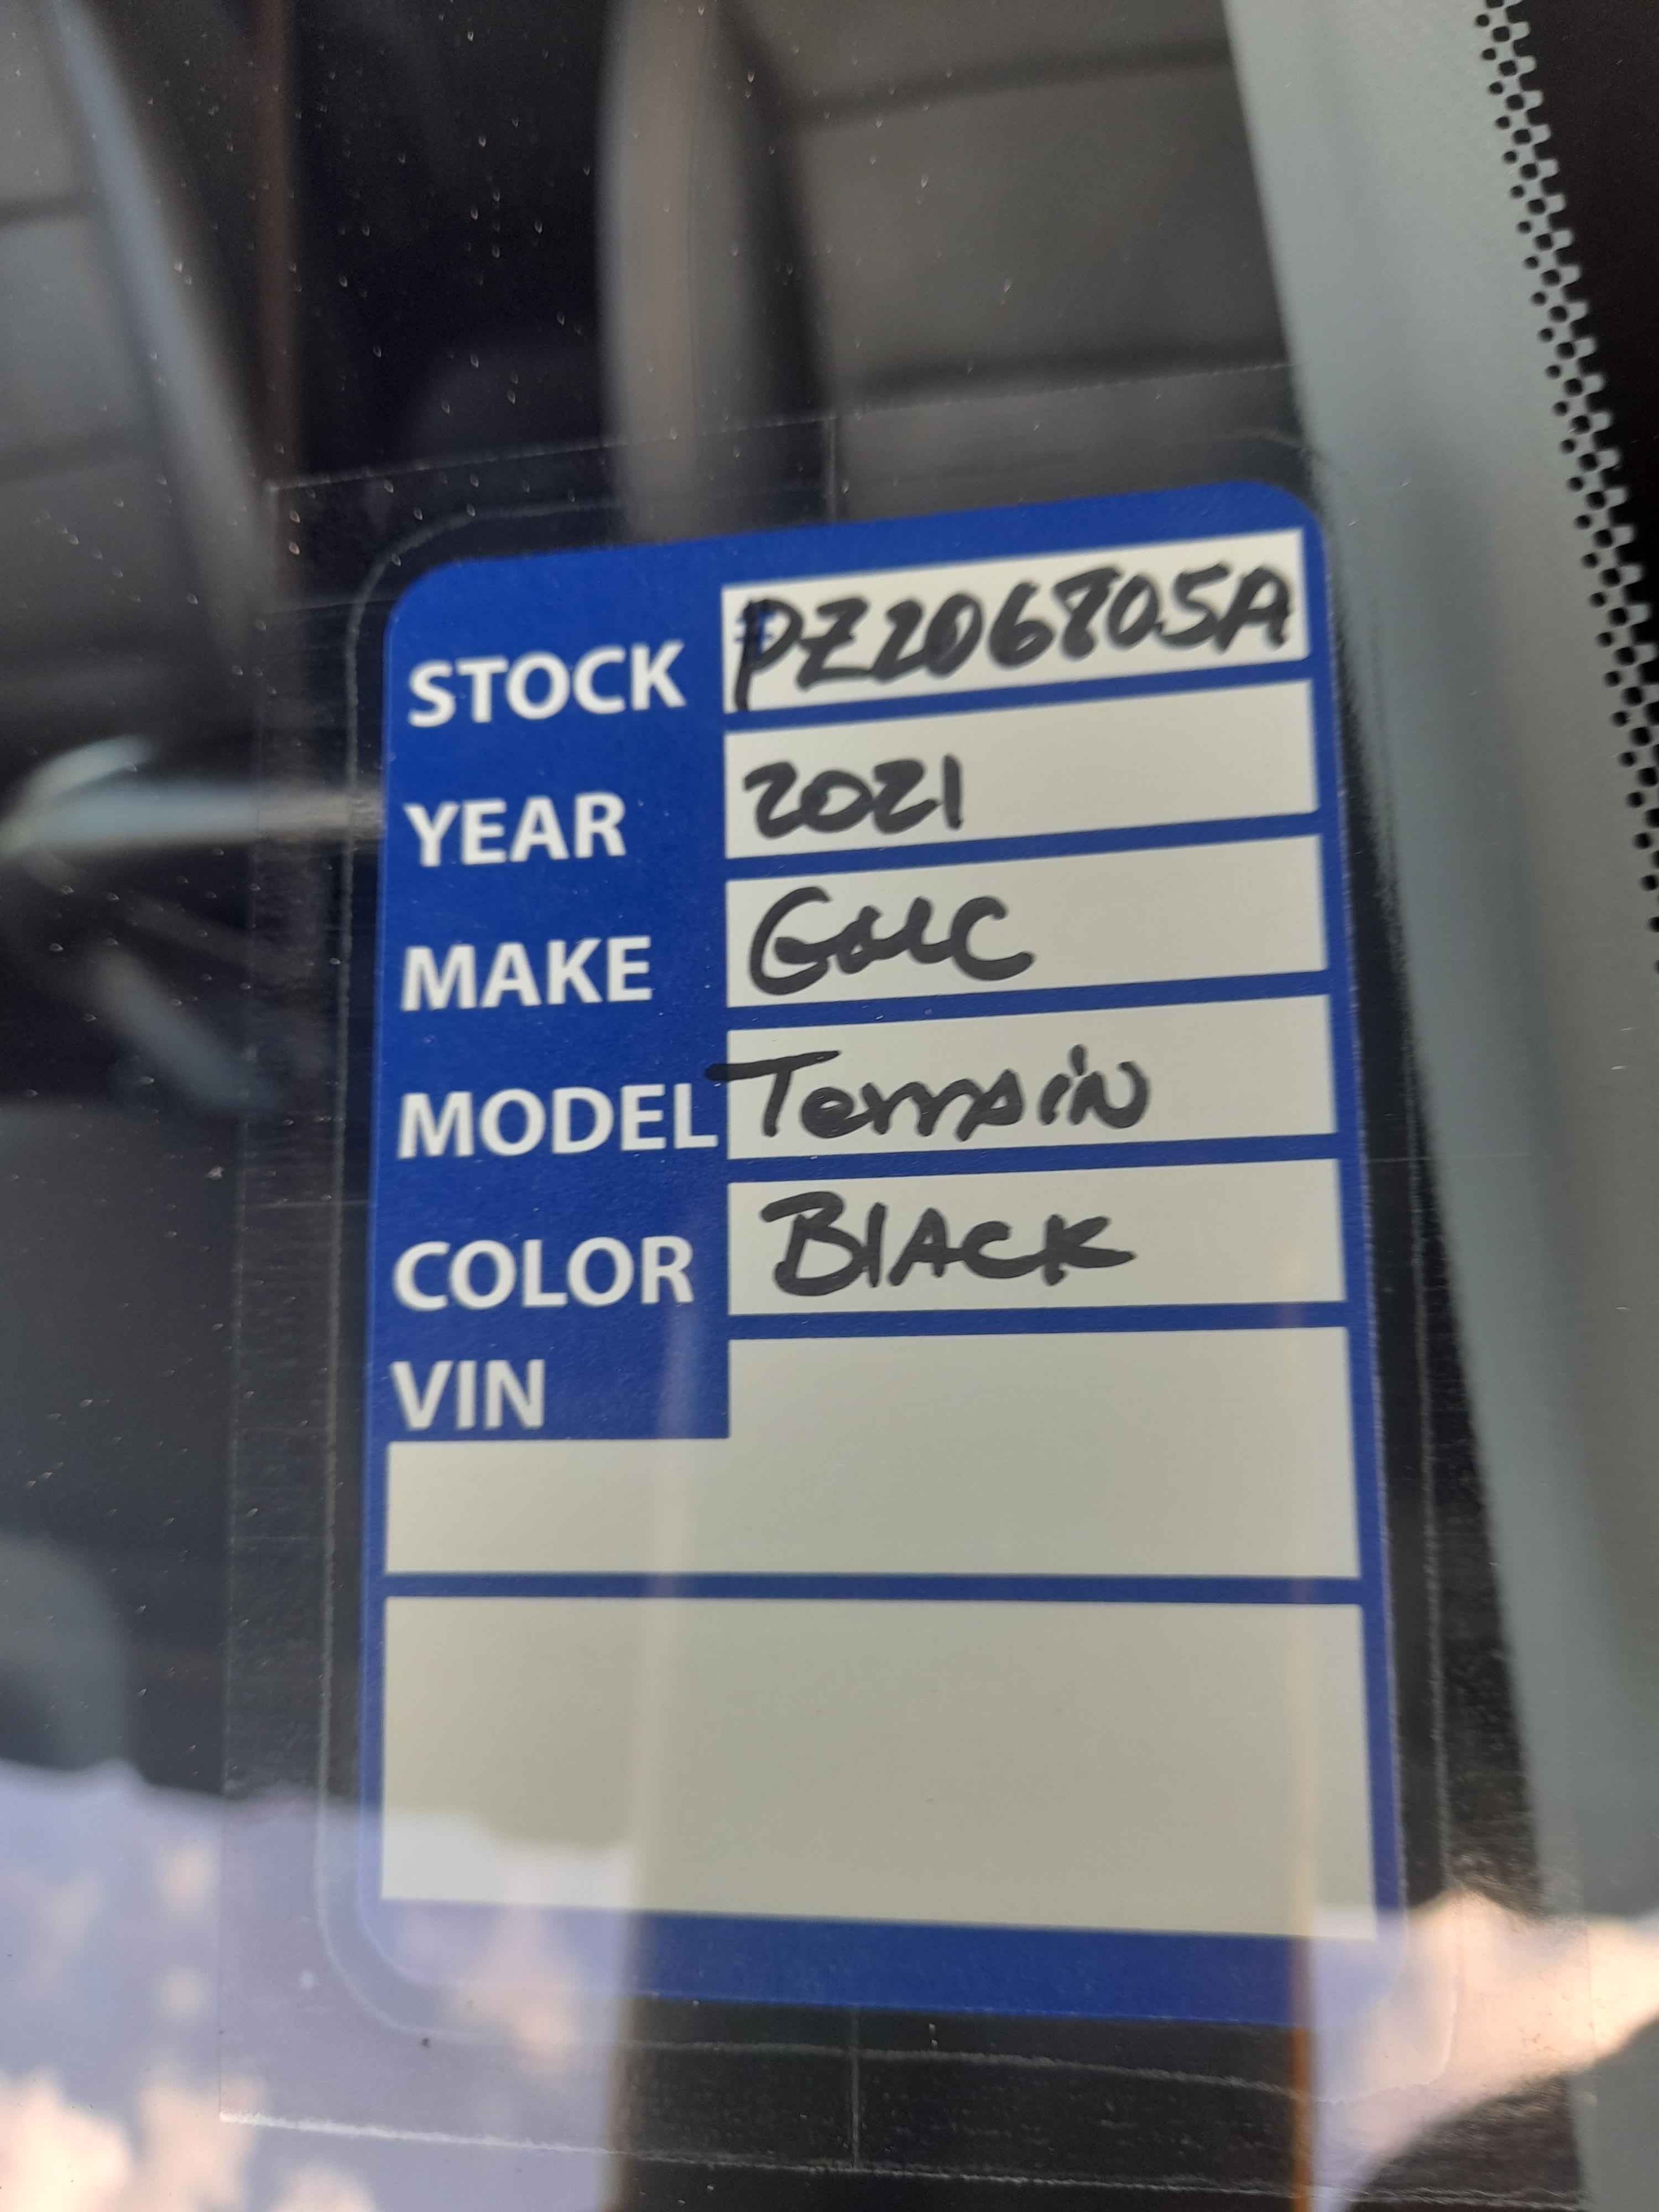 STOCK #PZ206805A
YEAR 2021
MAKE GMC
MODEL Terrain
COLOR BLACK
VIN